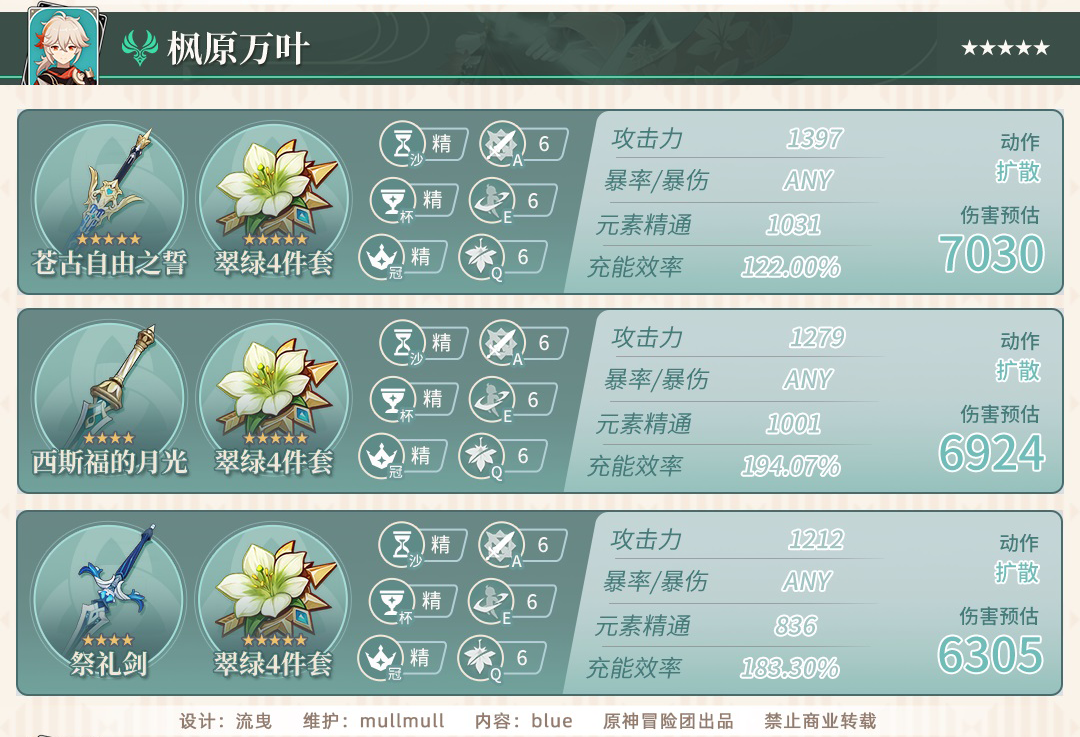 枫原万叶
★★★★★
沙 精 A 6
杯 精 E 6
冠 精 Q 6
★★★★★
苍古自由之誓
★★★★★
翠绿4件套
攻击力 1397
暴率/暴伤 ANY
元素精通 1031
充能效率 122.00%
动作
扩散
伤害预估
7030
沙 精 A 6
杯 精 E 6
冠 精 Q 6
★★★★
西斯福的月光
★★★★★
翠绿4件套
攻击力 1279
暴率/暴伤 ANY
元素精通 1001
充能效率 194.07%
动作
扩散
伤害预估
6924
沙 精 A 6
杯 精 E 6
冠 精 Q 6
★★★★
祭礼剑
★★★★★
翠绿4件套
攻击力 1212
暴率/暴伤 ANY
元素精通 836
充能效率 183.30%
动作
扩散
伤害预估
6305
设计：流曳 维护：mullmull 内容：blue 原神冒险团出品 禁止商业转载